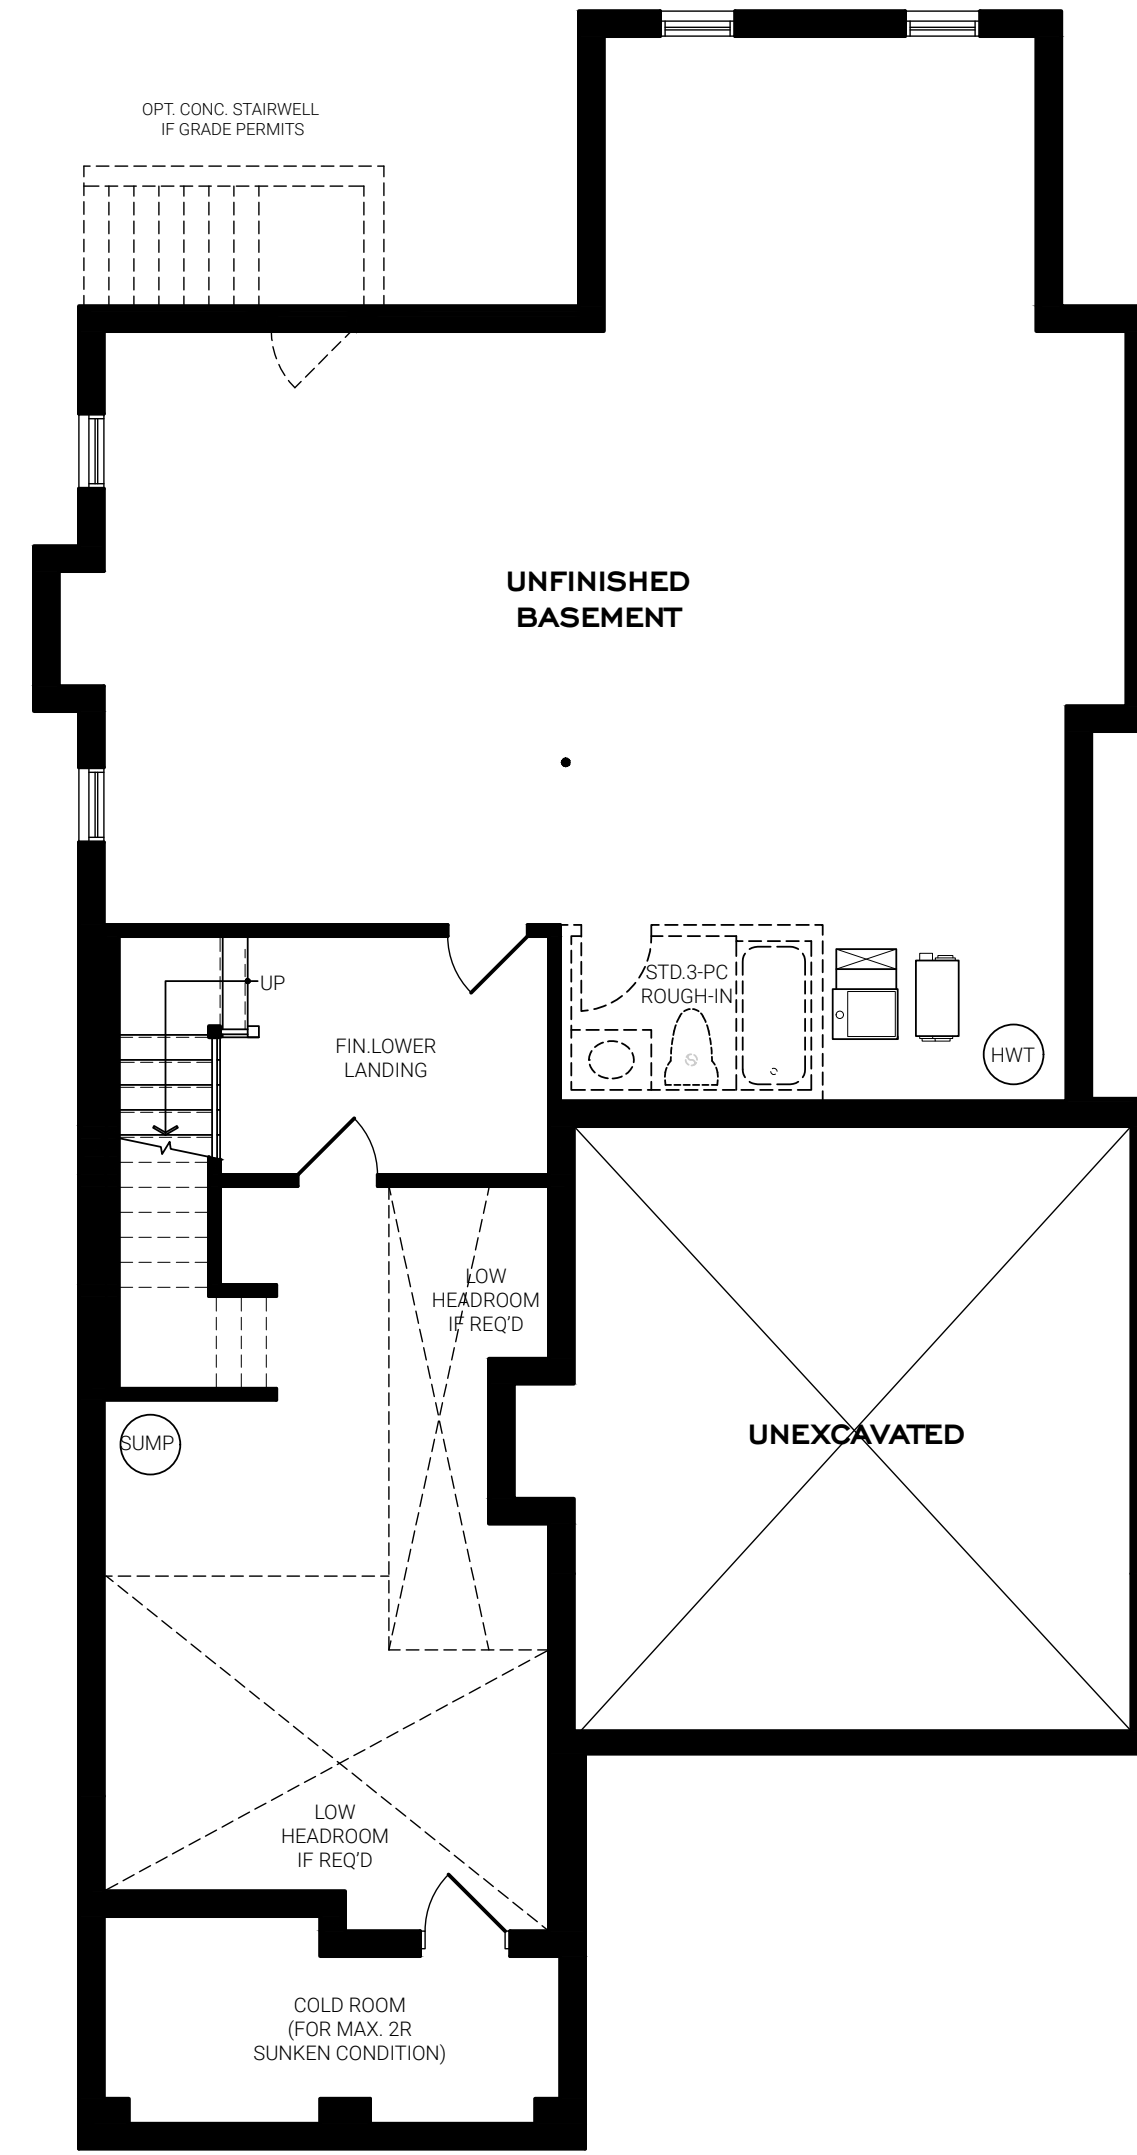 OPT. CONC. STAIRWELL
IF GRADE PERMITS
UNFINISHED
BASEMENT
UP
STD.3-PC
ROUGH-IN
HWT
FIN.LOWER
LANDING
LOW
HEADROOM
IF REQ'D
UNEXCAVATED
SUMP
LOW
HEADROOM
IF REQ'D
COLD ROOM
(FOR MAX. 2R
SUNKEN CONDITION)